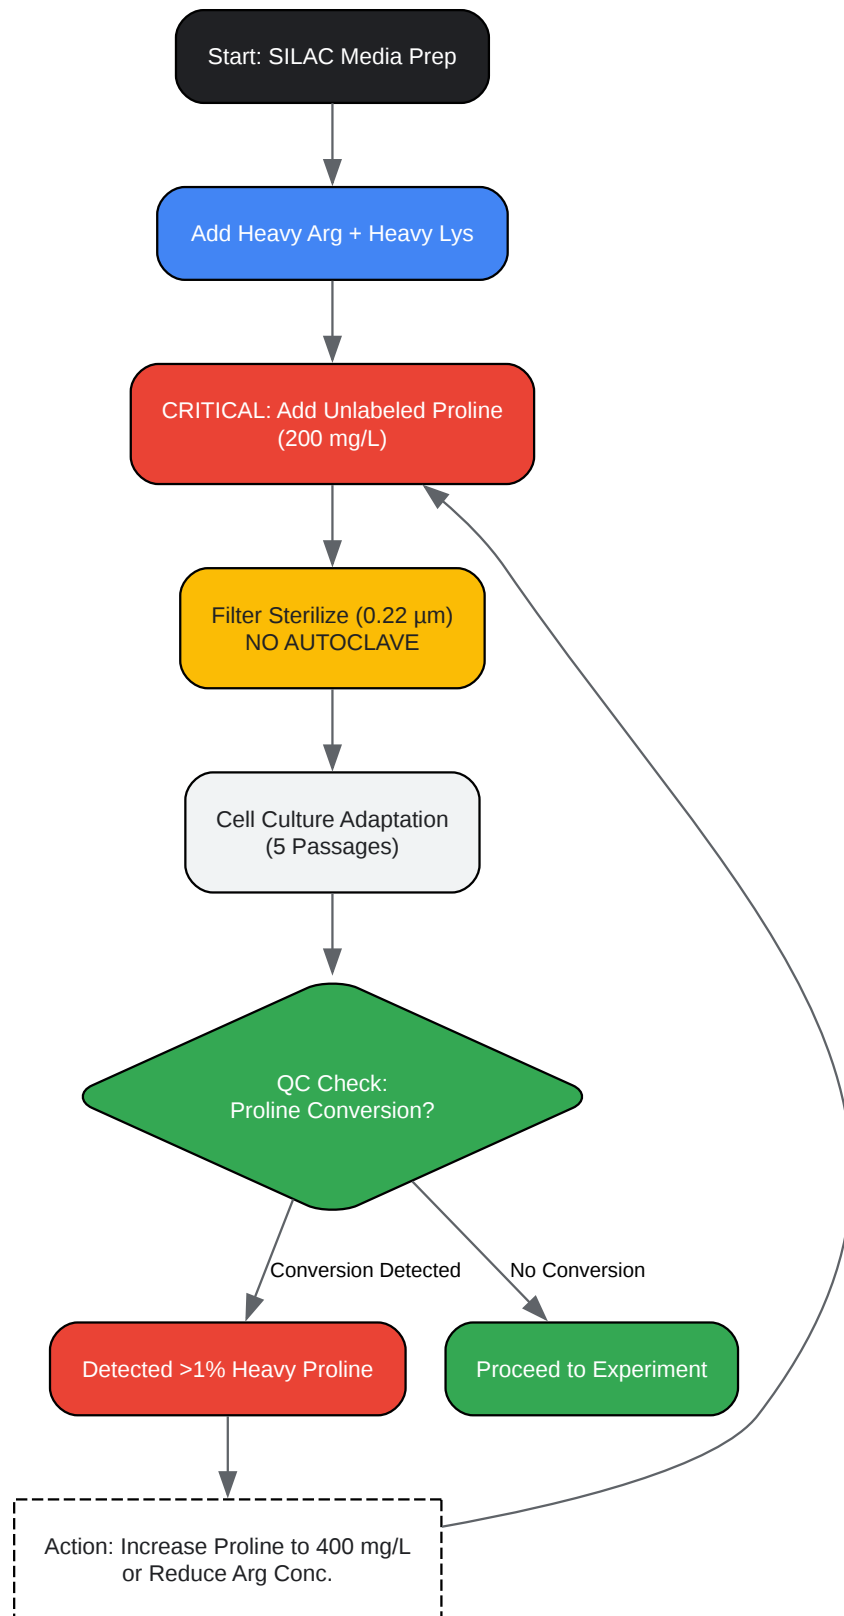 Start: SILAC Media Prep
Add Heavy Arg + Heavy Lys
CRITICAL: Add Unlabeled Proline
(200 mg/L)
Filter Sterilize (0.22 µm)
NO AUTOCLAVE
Cell Culture Adaptation
(5 Passages)
QC Check:
Proline Conversion?
Conversion Detected
No Conversion
Detected >1% Heavy Proline
Proceed to Experiment
Action: Increase Proline to 400 mg/L
or Reduce Arg Conc.